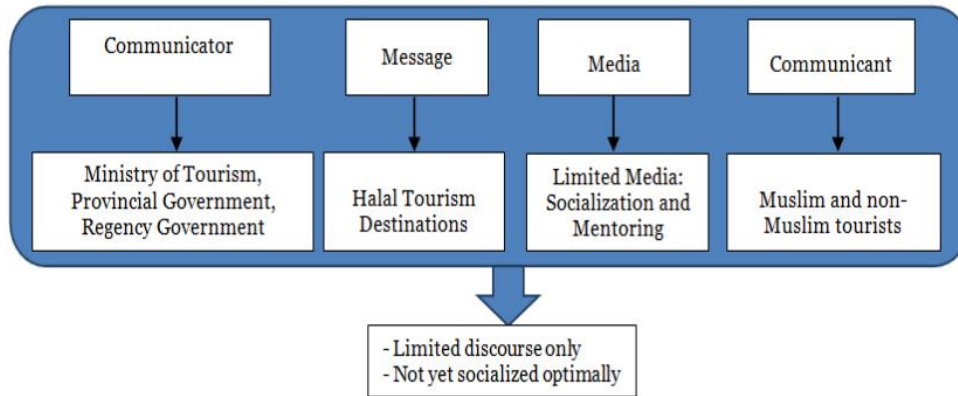 Communicator
Message
Media
Communicant
Ministry of Tourism,
Provincial Government,
Regency Government
Halal Tourism
Destinations
Limited Media:
Socialization and
Mentoring
Muslim and non-
Muslim tourists
- Limited discourse only
- Not yet socialized optimally